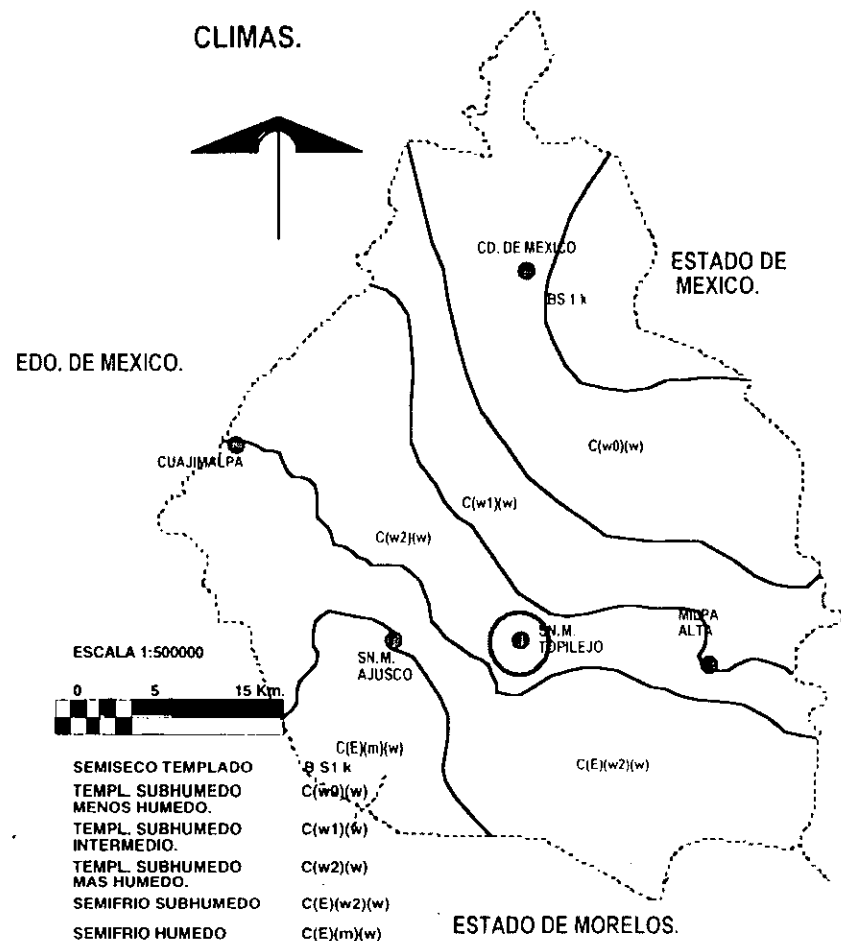 CLIMAS.
CD. DE MEXICO
ESTADO DE
MEXICO.
BS 1 k
EDO. DE MEXICO.
CUAJIMALPA
C(w0)(w)
C(w1)(w)
C(w2)(w)
MILPA
ALTA
SN.M.
TOPILEJO
SN.M.
AJUSCO
ESCALA 1:500000
0 5 15 Km.
C(E)(m)(w)
C(E)(w2)(w)
SEMISECO TEMPLADO B S1 k
TEMPL. SUBHUMEDO C(w0)(w)
MENOS HUMEDO.
TEMPL. SUBHUMEDO C(w1)(w)
INTERMEDIO.
TEMPL. SUBHUMEDO C(w2)(w)
MAS HUMEDO.
SEMIFRIO SUBHUMEDO C(E)(w2)(w)
SEMIFRIO HUMEDO C(E)(m)(w)
ESTADO DE MORELOS.